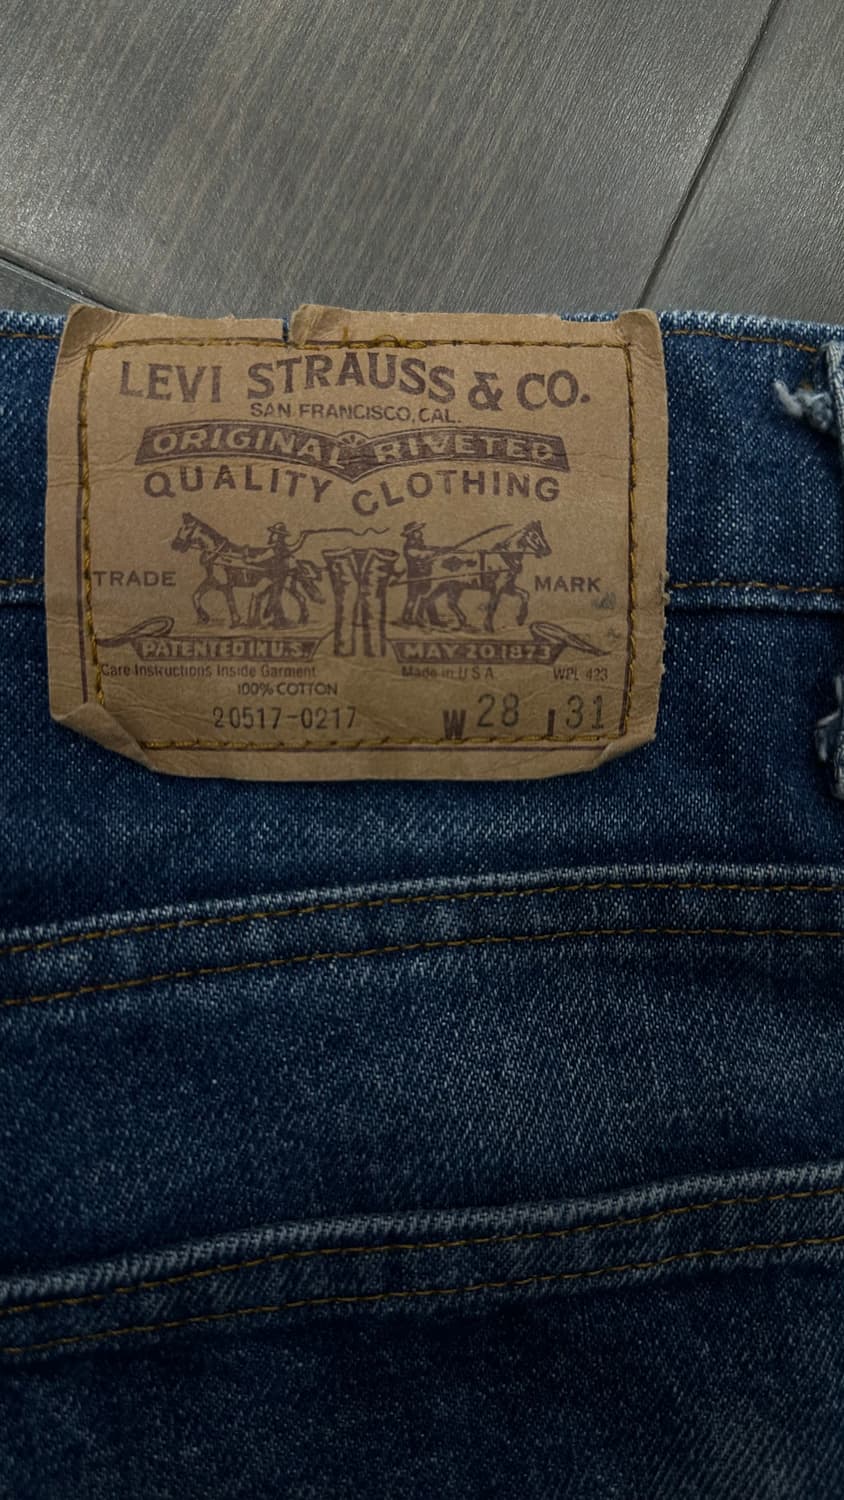 LEVI STRAUSS & CO.
SAN FRANCISCO, CAL.
ORIGINAL RIVETED
QUALITY CLOTHING
TRADE MARK
PATENTED IN U.S. MAY 20 1873
Care Instructions Inside Garment Made in U S A WPL 423
100% COTTON
20517-0217 W 28 L 31